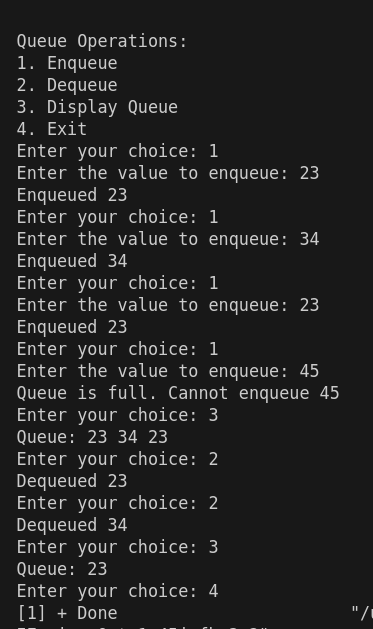 Queue Operations:
1. Enqueue
2. Dequeue
3. Display Queue
4. Exit
Enter your choice: 1
Enter the value to enqueue: 23
Enqueued 23
Enter your choice: 1
Enter the value to enqueue: 34
Enqueued 34
Enter your choice: 1
Enter the value to enqueue: 23
Enqueued 23
Enter your choice: 1
Enter the value to enqueue: 45
Queue is full. Cannot enqueue 45
Enter your choice: 3
Queue: 23 34 23
Enter your choice: 2
Dequeued 23
Enter your choice: 2
Dequeued 34
Enter your choice: 3
Queue: 23
Enter your choice: 4
[1] + Done "/u